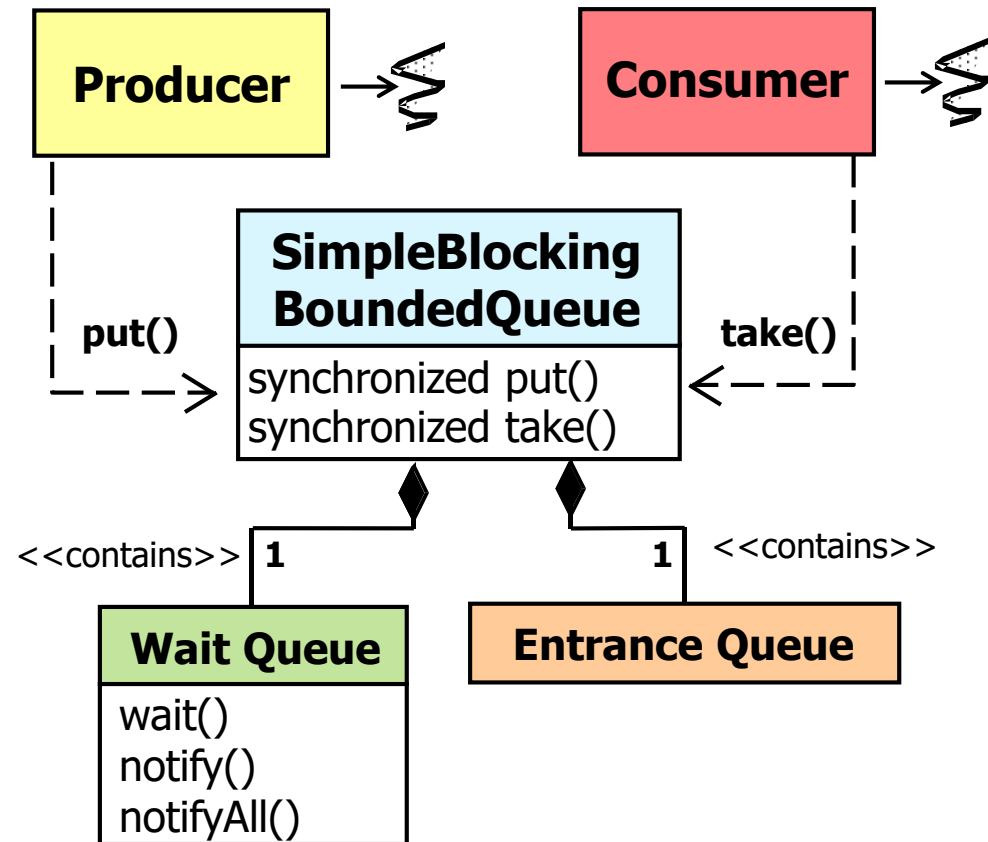 Producer
Consumer
SimpleBlocking
BoundedQueue
put()
take()
synchronized put()
synchronized take()
<<contains>>
1
1
<<contains>>
Wait Queue
Entrance Queue
wait()
notify()
notifyAll()